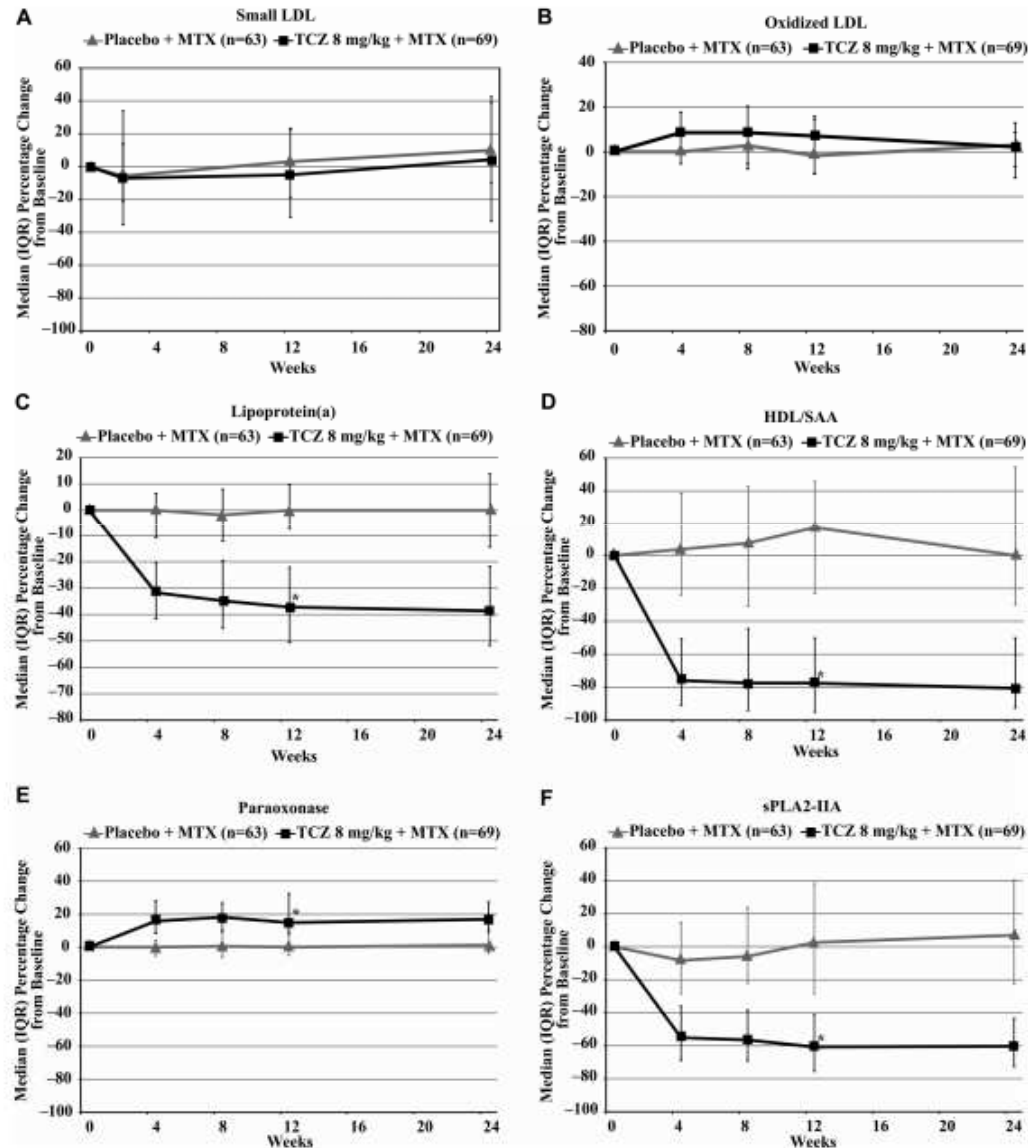 A
Small LDL
Placebo + MTX (n=63) TCZ 8 mg/kg + MTX (n=69)
Median (IQR) Percentage Change
from Baseline
60
40
20
0
−20
−40
−60
−80
−100
0 4 8 12 16 20 24
Weeks
B
Oxidized LDL
Placebo + MTX (n=63) TCZ 8 mg/kg + MTX (n=69)
Median (IQR) Percentage Change
from Baseline
40
20
0
−20
−40
−60
−80
0 4 8 12 16 20 24
Weeks
C
Lipoprotein(a)
Placebo + MTX (n=63) TCZ 8 mg/kg + MTX (n=69)
Median (IQR) Percentage Change
from Baseline
20
10
0
−10
−20
−30
−40
−50
−60
−70
−80
*
0 4 8 12 16 20 24
Weeks
D
HDL/SAA
Placebo + MTX (n=63) TCZ 8 mg/kg + MTX (n=69)
Median (IQR) Percentage Change
from Baseline
60
40
20
0
−20
−40
−60
−80
−100
*
0 4 8 12 16 20 24
Weeks
E
Paraoxonase
Placebo + MTX (n=63) TCZ 8 mg/kg + MTX (n=69)
Median (IQR) Percentage Change
from Baseline
60
40
20
0
−20
−40
−60
−80
−100
*
0 4 8 12 16 20 24
Weeks
F
sPLA2-IIA
Placebo + MTX (n=63) TCZ 8 mg/kg + MTX (n=69)
Median (IQR) Percentage Change
from Baseline
60
40
20
0
−20
−40
−60
−80
−100
*
0 4 8 12 16 20 24
Weeks